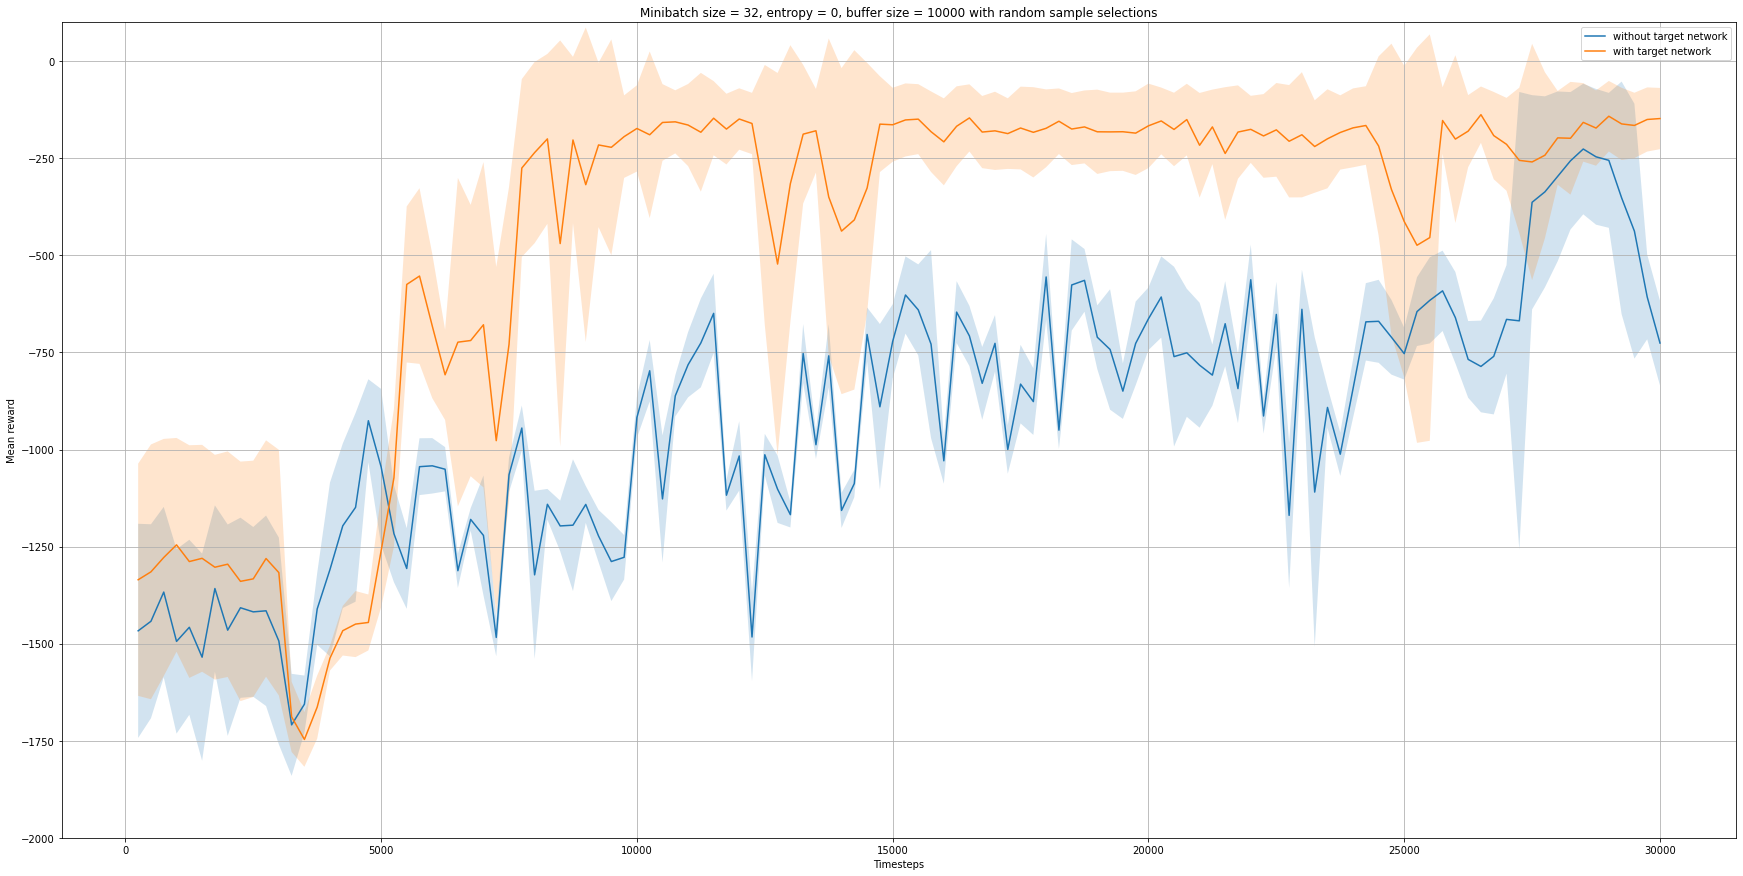 Minibatch size = 32, entropy = 0, buffer size = 10000 with random sample selections
without target network
with target network
0
−250
−500
−750
−1000
−1250
−1500
−1750
−2000
Mean reward
0 5000 10000 15000 20000 25000 30000
Timesteps